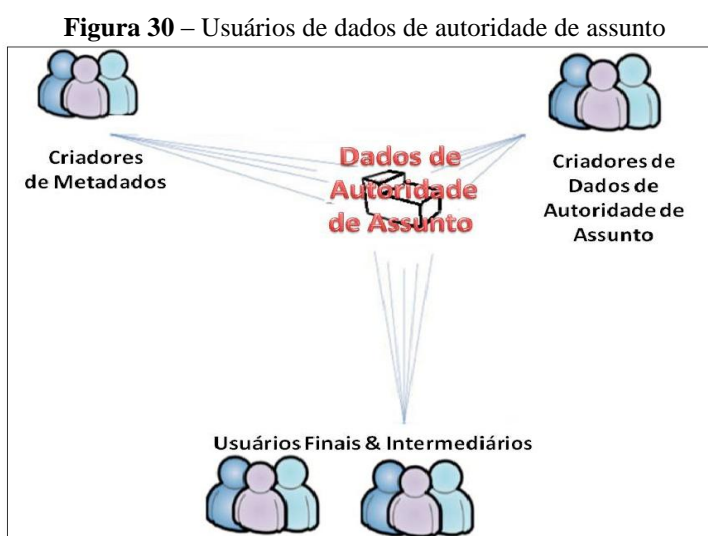 Figura 30 – Usuários de dados de autoridade de assunto
Criadores
de Metadados
Dados de
Autoridade
de Assunto
Criadores de
Dados de
Autoridade de
Assunto
Usuários Finais & Intermediários